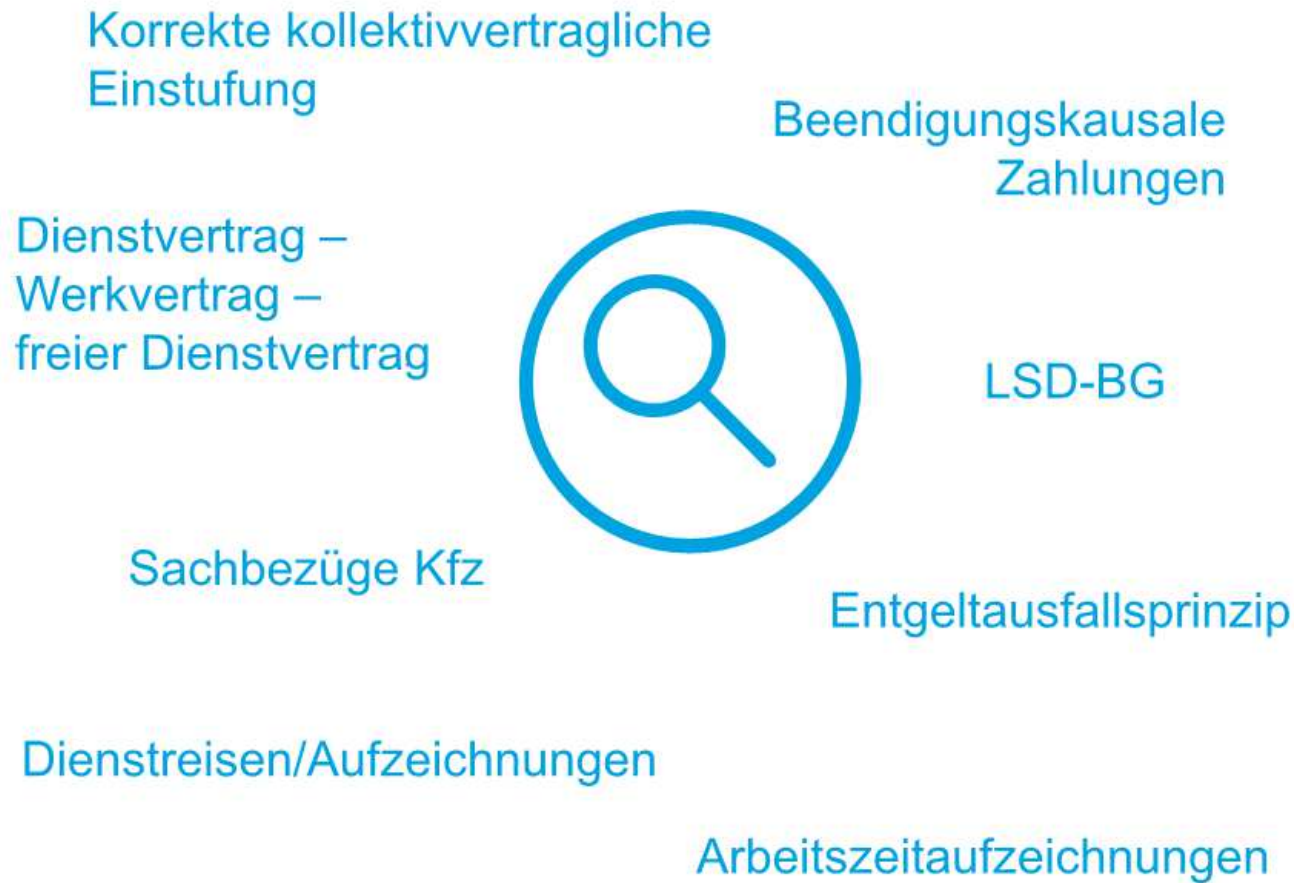 Korrekte kollektivvertragliche
Einstufung
Beendigungskausale
Zahlungen
Dienstvertrag –
Werkvertrag –
freier Dienstvertrag
LSD-BG
Sachbezüge Kfz
Entgeltausfallsprinzip
Dienstreisen/Aufzeichnungen
Arbeitszeitaufzeichnungen